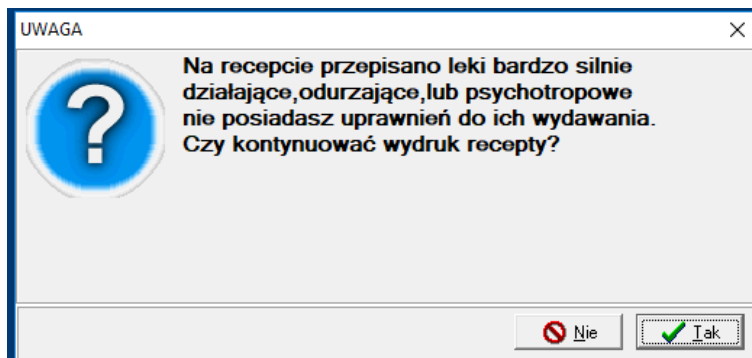 UWAGA
Na recepcie przepisano leki bardzo silnie
działające,odurzające,lub psychotropowe
nie posiadasz uprawnień do ich wydawania.
Czy kontynuować wydruk recepty?
Nie
Tak